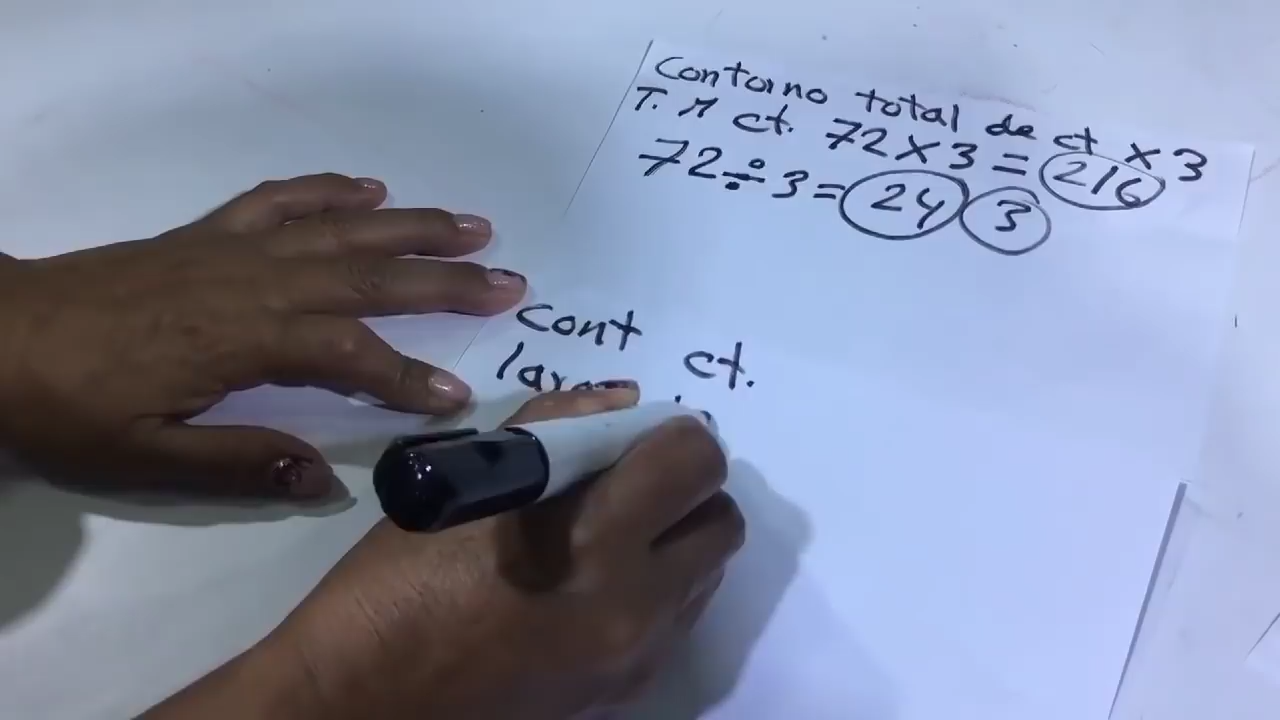 Contorno total de ct x 3
T. M ct. 72 x 3 = 216
72 ÷ 3 = 24 3
Cont ct.